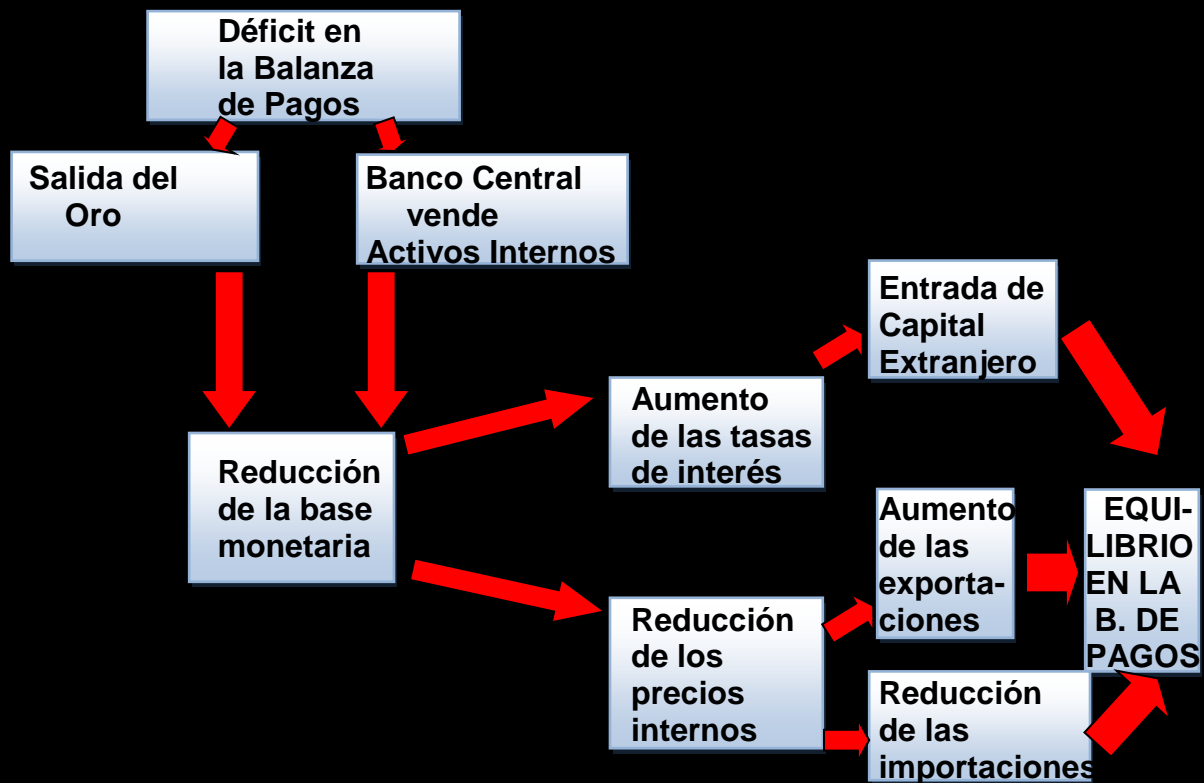 Déficit en
la Balanza
de Pagos
Salida del
Oro
Banco Central
vende
Activos Internos
Reducción
de la base
monetaria
Aumento
de las tasas
de interés
Entrada de
Capital
Extranjero
Reducción
de los
precios
internos
Aumento
de las
exporta-
ciones
Reducción
de las
importaciones
EQUI-
LIBRIO
EN LA
B. DE
PAGOS